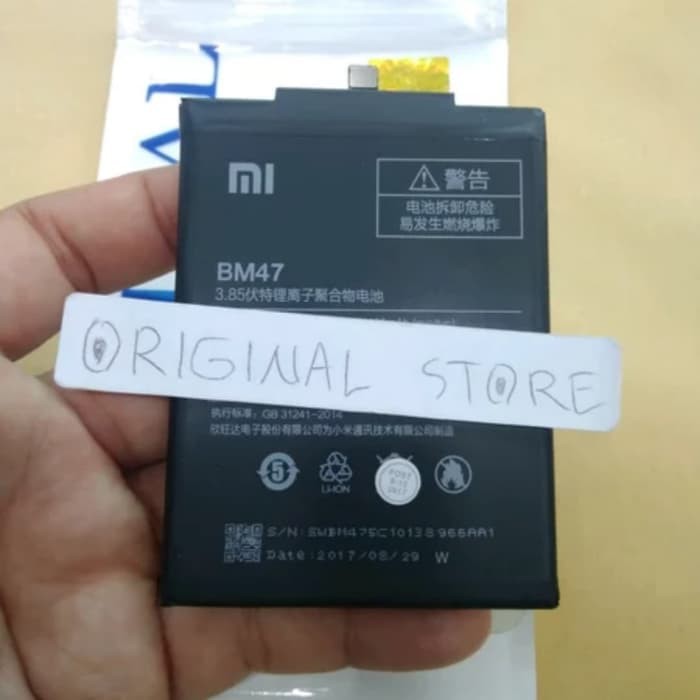 AL
mi
警告
电池拆卸危险
易发生燃烧爆炸
BM47
3.85伏特锂离子聚合物电池
ORIGINAL STORE
执行标准：GB 31241-2014
欣旺达电子股份有限公司为小米通讯技术有限公司制造
5
LI-ION
S/N: SWBM475C10138966AA1
Date:2017/08/29 W